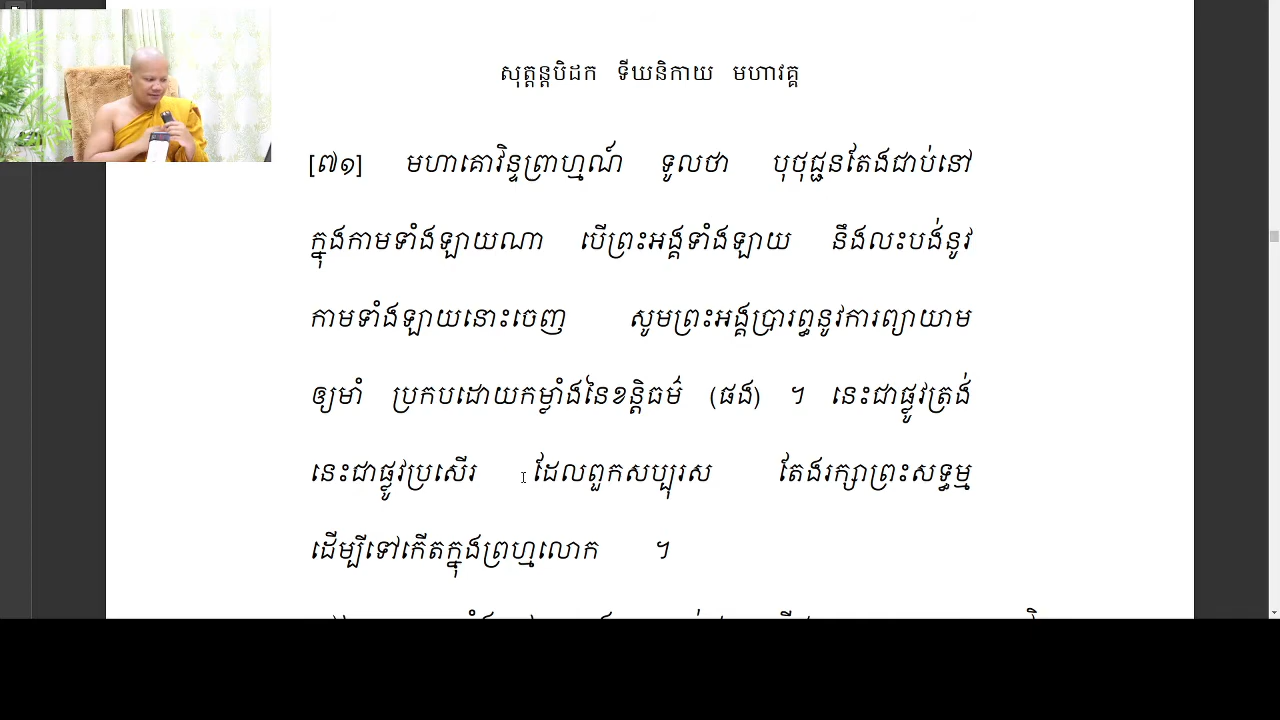 សុត្តន្តបិដក ទីឃនិកាយ មហាវគ្គ
[៧១] មហាគោវិន្ទព្រាហ្មណ៍ ទូលថា បុថុជ្ជនតែងជាប់នៅ
ក្នុងកាមទាំងឡាយណា បើព្រះអង្គទាំងឡាយ នឹងលះបង់នូវ
កាមទាំងឡាយនោះចេញ សូមព្រះអង្គប្រារព្ធនូវការព្យាយាម
ឲ្យមាំ ប្រកបដោយកម្លាំងនៃខន្តិធម៌ (ផង) ។ នេះជាផ្លូវត្រង់
នេះជាផ្លូវប្រសើរ ដែលពួកសប្បុរស តែងរក្សាព្រះសទ្ធម្ម
ដើម្បីទៅកើតក្នុងព្រហ្មលោក ។